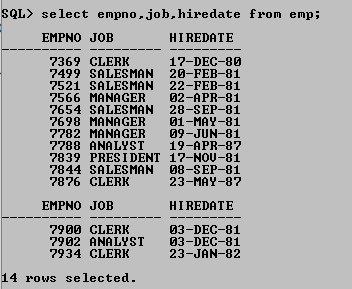 SQL> select empno,job,hiredate from emp;
EMPNO JOB HIREDATE
---------- --------- ---------
7369 CLERK 17-DEC-80
7499 SALESMAN 20-FEB-81
7521 SALESMAN 22-FEB-81
7566 MANAGER 02-APR-81
7654 SALESMAN 28-SEP-81
7698 MANAGER 01-MAY-81
7782 MANAGER 09-JUN-81
7788 ANALYST 19-APR-87
7839 PRESIDENT 17-NOV-81
7844 SALESMAN 08-SEP-81
7876 CLERK 23-MAY-87
EMPNO JOB HIREDATE
---------- --------- ---------
7900 CLERK 03-DEC-81
7902 ANALYST 03-DEC-81
7934 CLERK 23-JAN-82
14 rows selected.